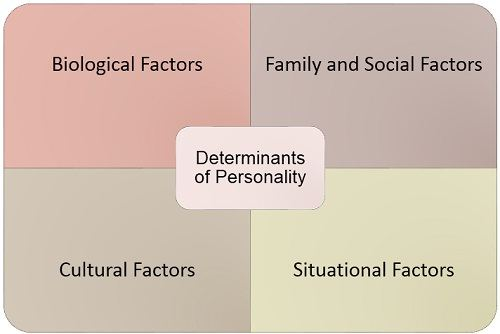 Biological Factors
Family and Social Factors
Determinants
of Personality
Cultural Factors
Situational Factors